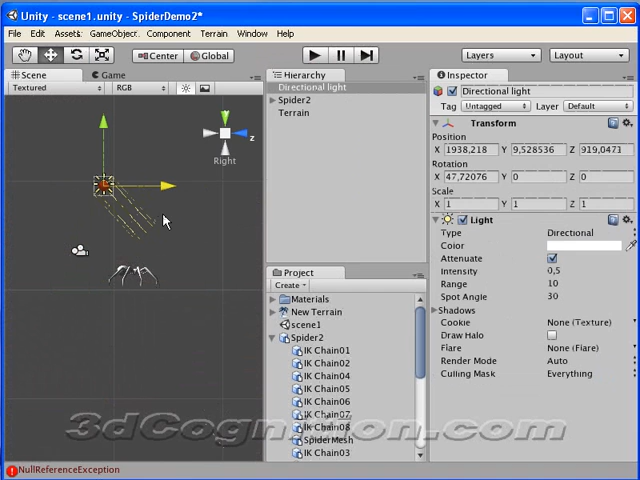 Unity - scene1.unity - SpiderDemo2*
File Edit Assets GameObject Component Terrain Window Help
Center Global Layers Layout
Scene Game
Textured RGB
z
Right
Hierarchy
Directional light
Spider2
Terrain
Project
Create
Materials
New Terrain
scene1
Spider2
IK Chain01
IK Chain02
IK Chain04
IK Chain05
IK Chain06
IK Chain07
IK Chain08
SpiderMesh
IK Chain03
Inspector
Directional light
Tag Untagged Layer Default
Transform
Position
X 1938,218 Y 9,528536 Z 919,0471
Rotation
X 47,72076 Y 0 Z 0
Scale
X 1 Y 1 Z 1
Light
Type Directional
Color
Attenuate
Intensity 0,5
Range 10
Spot Angle 30
Shadows
Cookie None (Texture)
Draw Halo
Flare None (Flare)
Render Mode Auto
Culling Mask Everything
3dCognition.com
NullReferenceException